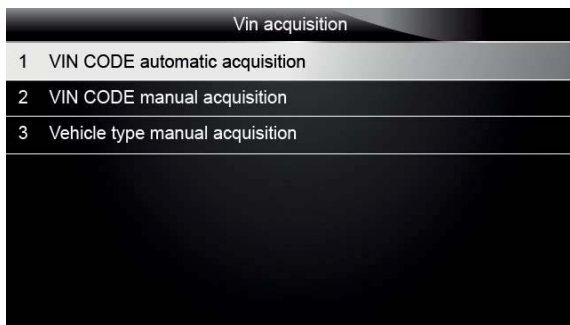 Vin acquisition
1 VIN CODE automatic acquisition
2 VIN CODE manual acquisition
3 Vehicle type manual acquisition